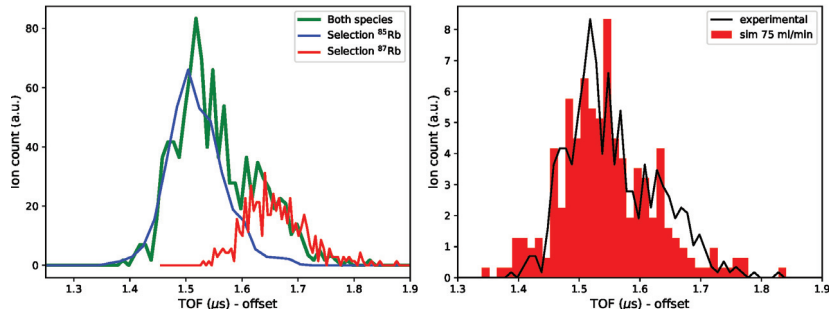 Both species
Selection ⁸⁵Rb
Selection ⁸⁷Rb
Ion count (a.u.)
80
60
40
20
0
1.3 1.4 1.5 1.6 1.7 1.8 1.9
TOF (μs) - offset
experimental
sim 75 ml/min
Ion count (a.u.)
8
7
6
5
4
3
2
1
0
1.3 1.4 1.5 1.6 1.7 1.8 1.9
TOF (μs) - offset